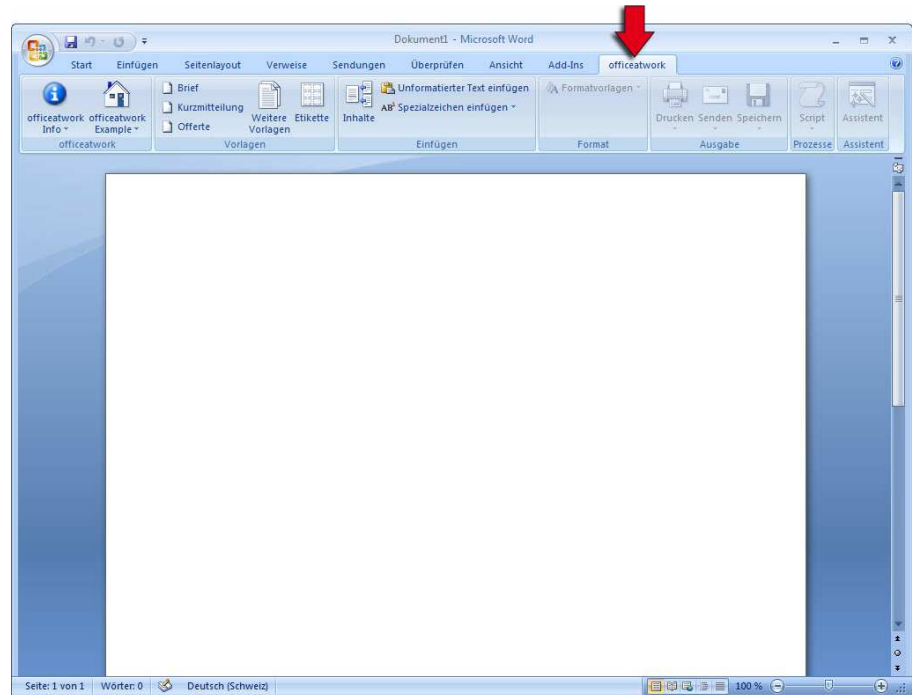 Dokument1 - Microsoft Word
Start Einfügen Seitenlayout Verweise Sendungen Überprüfen Ansicht Add-Ins officeatwork
officeatwork Info
officeatwork Example
officeatwork
Brief
Kurzmitteilung
Offerte
Weitere Vorlagen
Etikette
Vorlagen
Inhalte
Unformatierter Text einfügen
AB¹ Spezialzeichen einfügen
Einfügen
Formatvorlagen
Format
Drucken Senden Speichern
Ausgabe
Script
Prozesse
Assistent
Assistent
Seite: 1 von 1 Wörter: 0 Deutsch (Schweiz) 100 %